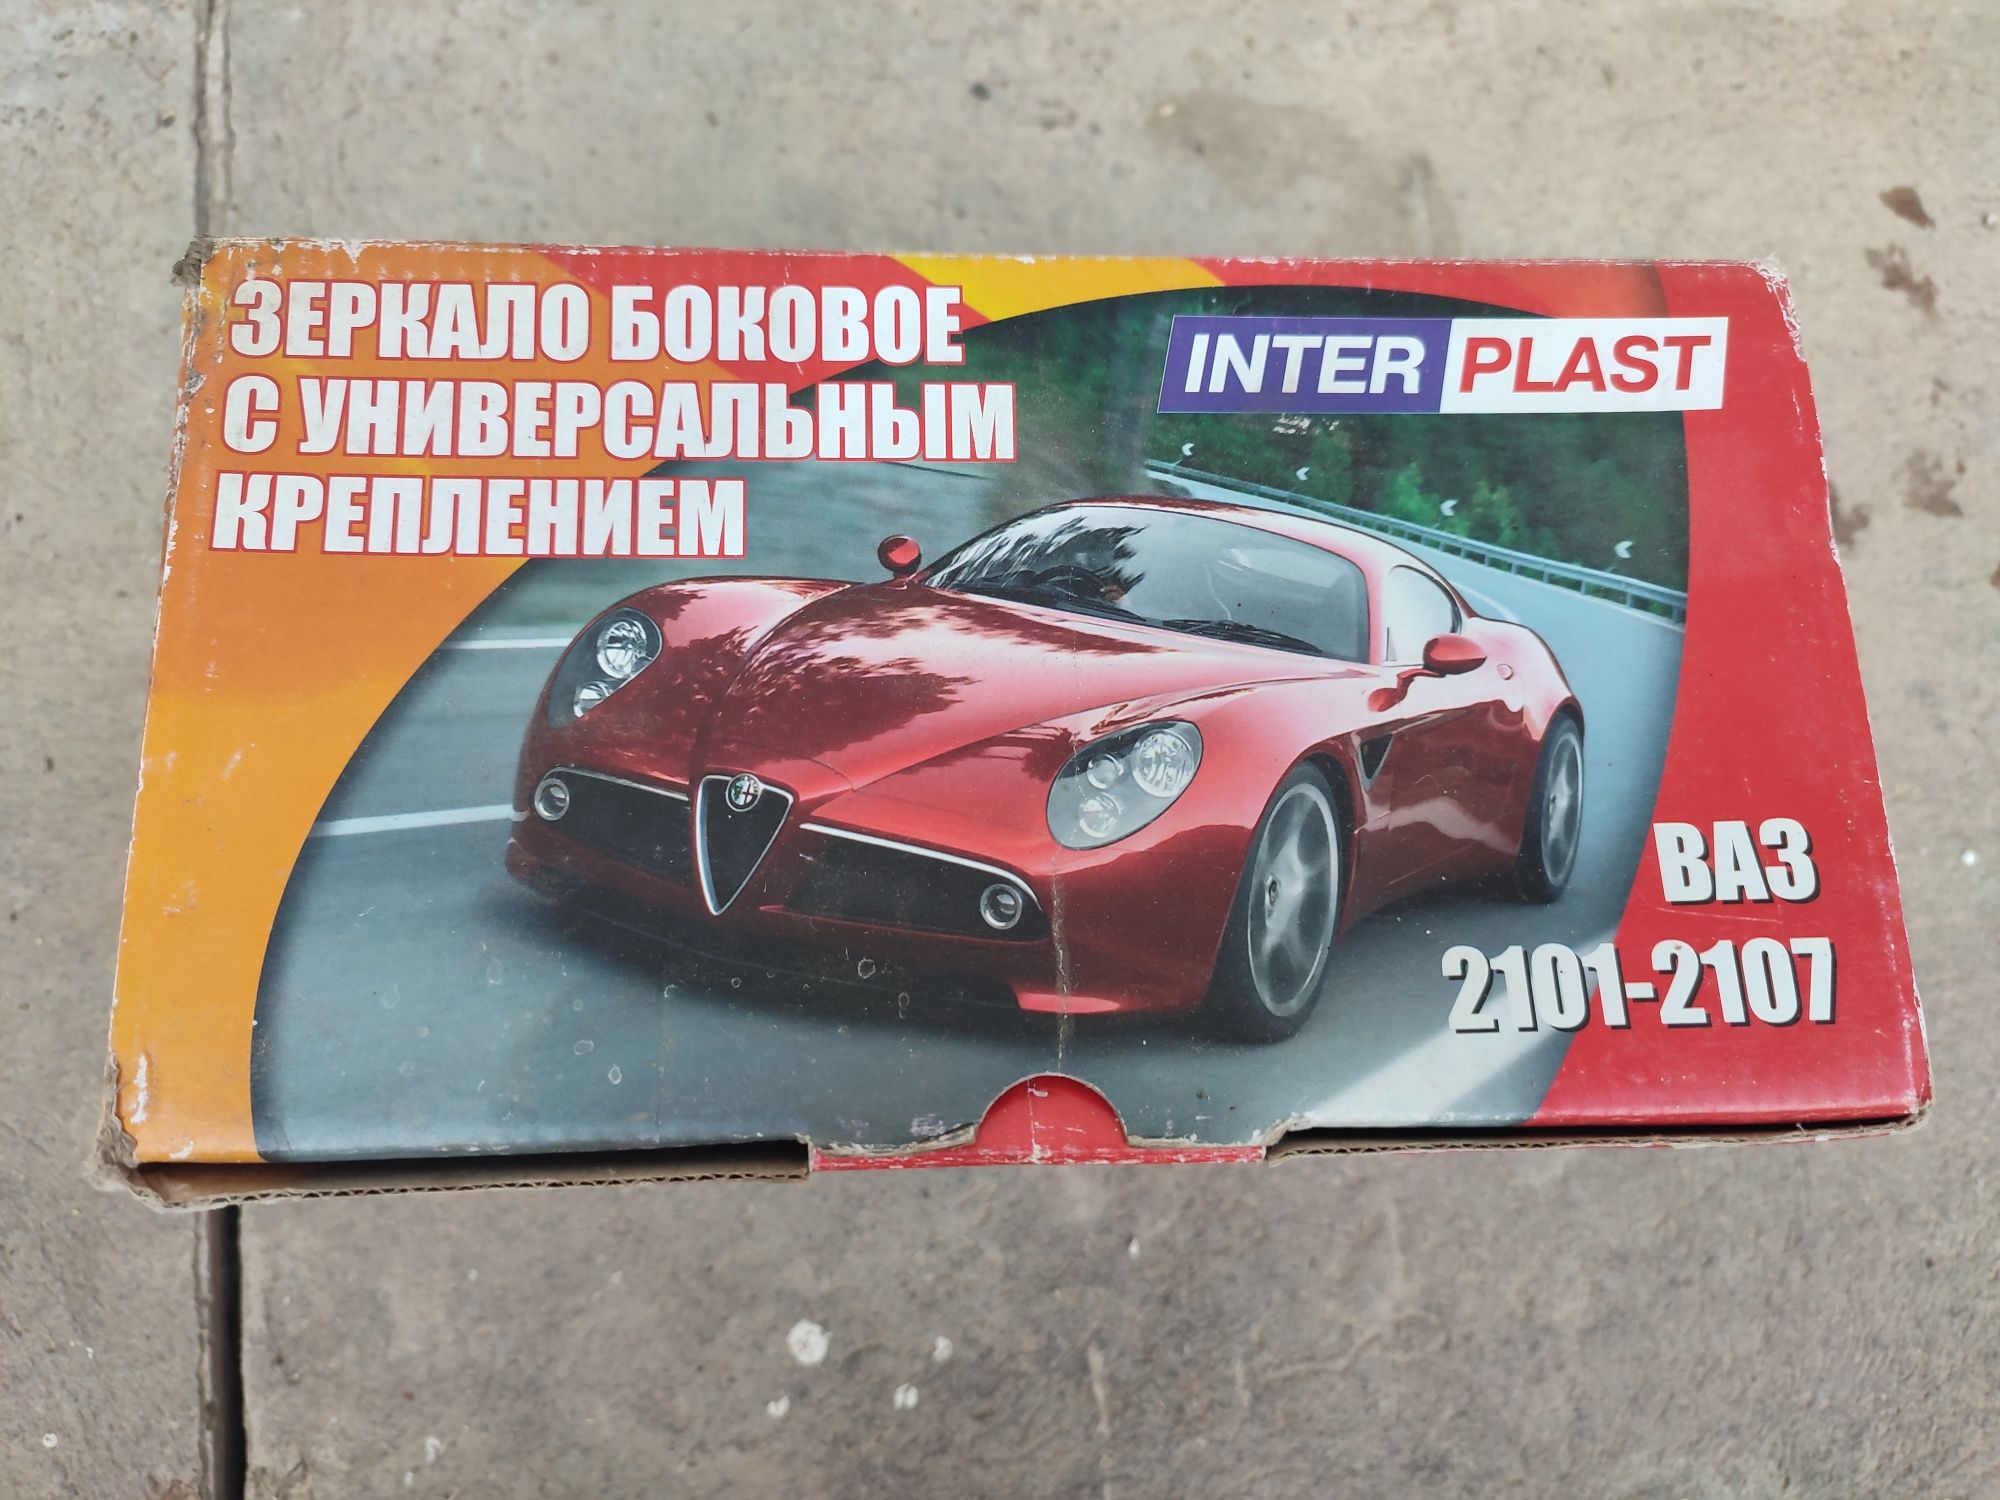 ЗЕРКАЛО БОКОВОЕ
С УНИВЕРСАЛЬНЫМ
КРЕПЛЕНИЕМ
INTER PLAST
ВАЗ
2101-2107